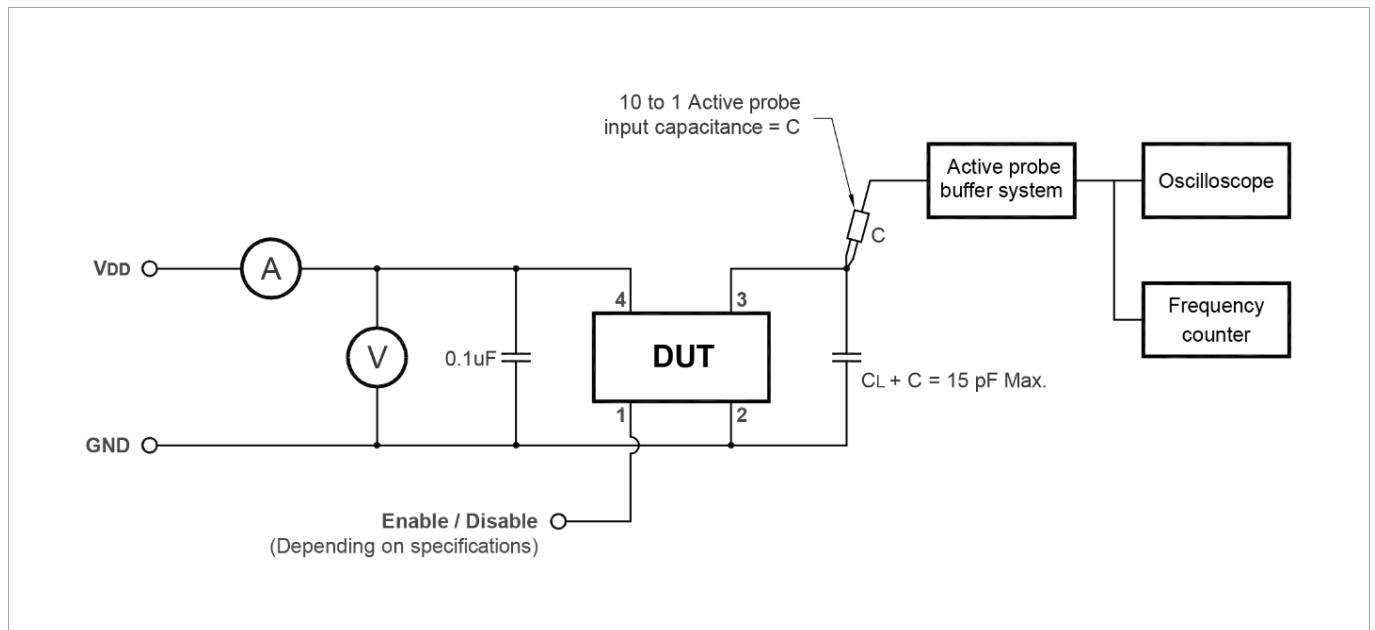 10 to 1 Active probe
input capacitance = C
Active probe
buffer system
Oscilloscope
C
VDD
A
4
3
Frequency
counter
V
0.1uF
DUT
CL + C = 15 pF Max.
1
2
GND
Enable / Disable
(Depending on specifications)